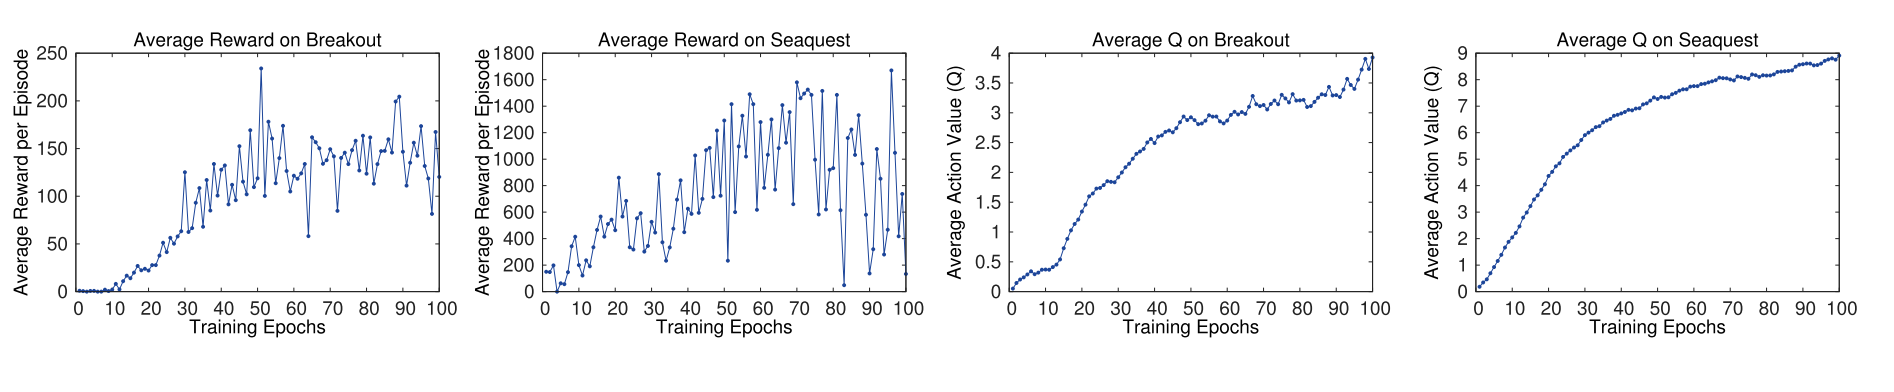 Average Reward on Breakout
Average Reward per Episode
250
200
150
100
50
0
0 10 20 30 40 50 60 70 80 90 100
Training Epochs
Average Reward on Seaquest
Average Reward per Episode
1800
1600
1400
1200
1000
800
600
400
200
0
0 10 20 30 40 50 60 70 80 90 100
Training Epochs
Average Q on Breakout
Average Action Value (Q)
4
3.5
3
2.5
2
1.5
1
0.5
0
0 10 20 30 40 50 60 70 80 90 100
Training Epochs
Average Q on Seaquest
Average Action Value (Q)
9
8
7
6
5
4
3
2
1
0
0 10 20 30 40 50 60 70 80 90 100
Training Epochs